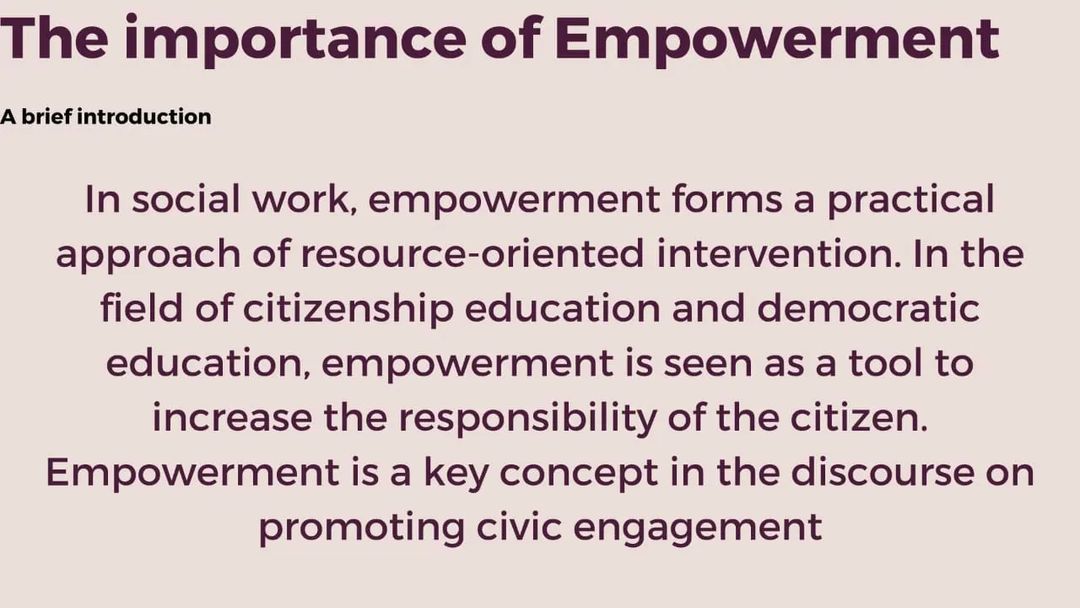 The importance of Empowerment
A brief introduction
In social work, empowerment forms a practical
approach of resource-oriented intervention. In the
field of citizenship education and democratic
education, empowerment is seen as a tool to
increase the responsibility of the citizen.
Empowerment is a key concept in the discourse on
promoting civic engagement